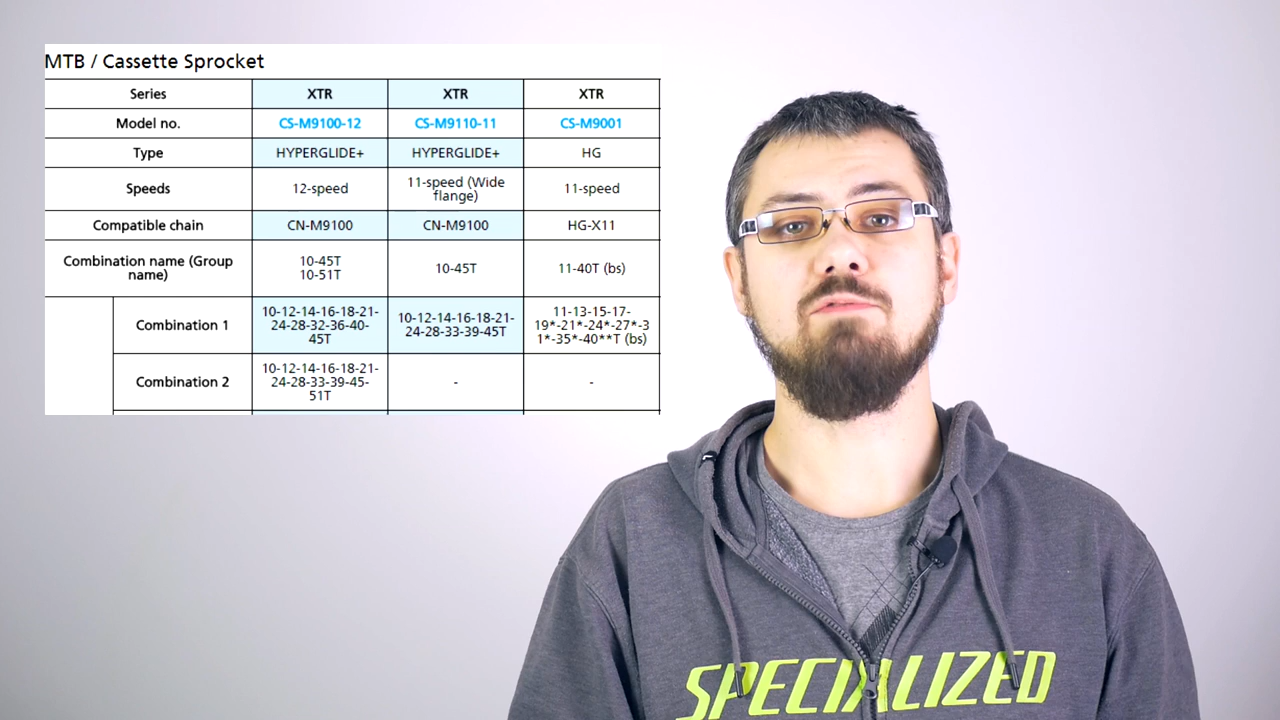 MTB / Cassette Sprocket
Series XTR XTR XTR
Model no. CS-M9100-12 CS-M9110-11 CS-M9001
Type HYPERGLIDE+ HYPERGLIDE+ HG
Speeds 12-speed 11-speed (Wide flange) 11-speed
Compatible chain CN-M9100 CN-M9100 HG-X11
Combination name (Group name) 10-45T 10-51T 10-45T 11-40T (bs)
Combination 1 10-12-14-16-18-21-24-28-32-36-40-45T 10-12-14-16-18-21-24-28-33-39-45T 11-13-15-17-19*-21*-24*-27*-31*-35*-40**T (bs)
Combination 2 10-12-14-16-18-21-24-28-33-39-45-51T - -
SPECIALIZED